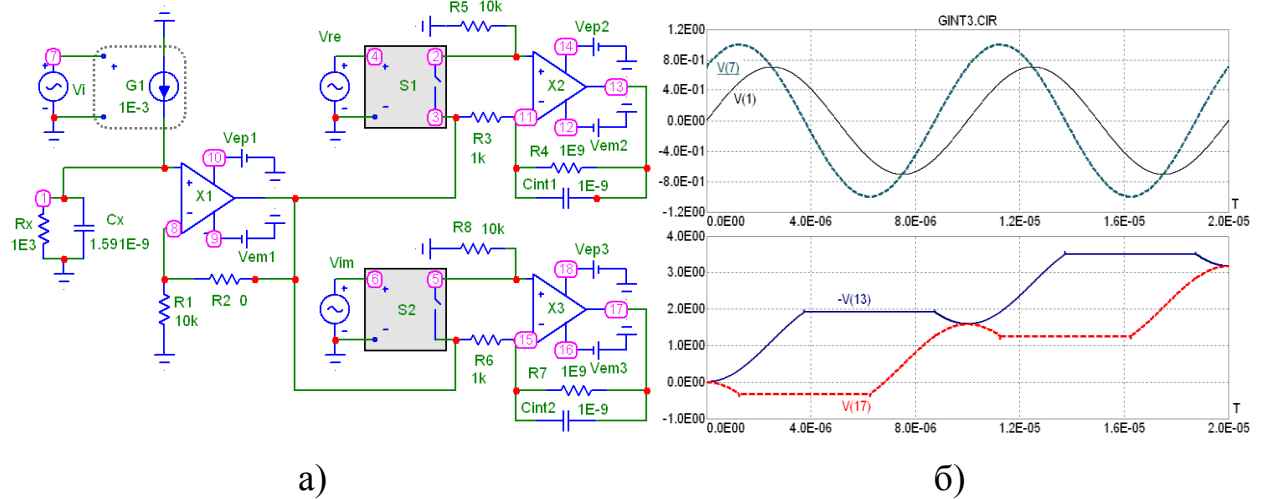 R5 10k
Vep2
14
Vre
4
2
S1
3
X2
13
11
12
Vem2
R3
1k
R4 1E9
Cint1 1E-9
7
Vi
G1
1E-3
Vep1
10
X1
8
9
Vem1
1
Rx
1E3
Cx
1.591E-9
R2 0
R1
10k
R8 10k
Vep3
18
Vim
6
5
S2
X3
17
15
16
Vem3
R6
1k
R7 1E9
Cint2 1E-9
а)
GINT3.CIR
1.2E00
8.0E-01
4.0E-01
0.0E00
-4.0E-01
-8.0E-01
-1.2E00
V(7)
V(1)
0.0E00 4.0E-06 8.0E-06 1.2E-05 1.6E-05 2.0E-05
T
4.0E00
3.0E00
2.0E00
1.0E00
0.0E00
-1.0E00
-V(13)
V(17)
0.0E00 4.0E-06 8.0E-06 1.2E-05 1.6E-05 2.0E-05
T
б)